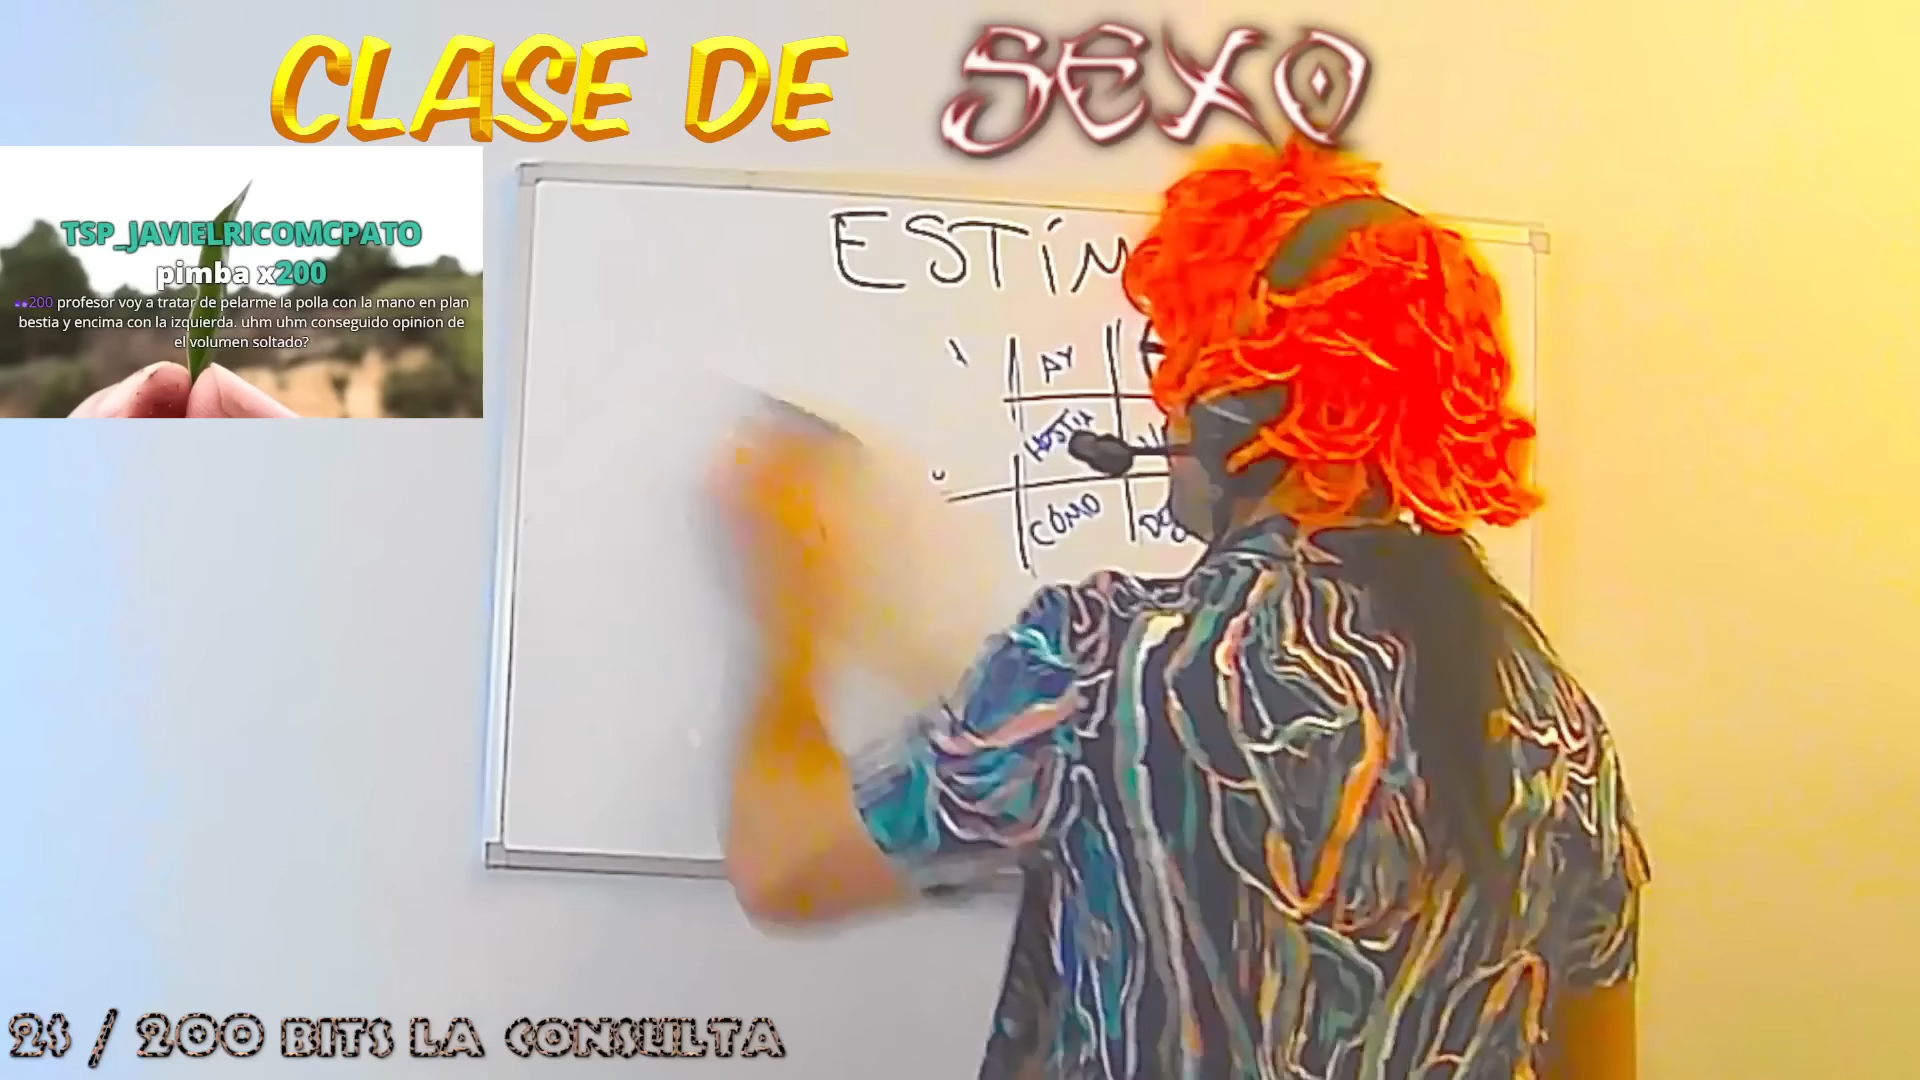 CLASE DE SEXO
TSP_JAVIELRICOMCPATO
pimba x200
200 profesor voy a tratar de pelarme la polla con la mano en plan
bestia y encima con la izquierda. uhm uhm conseguido opinion de
el volumen soltado?
ESTÍM
AY
HOSTIA
CÓMO
2$ / 200 BITS LA CONSULTA